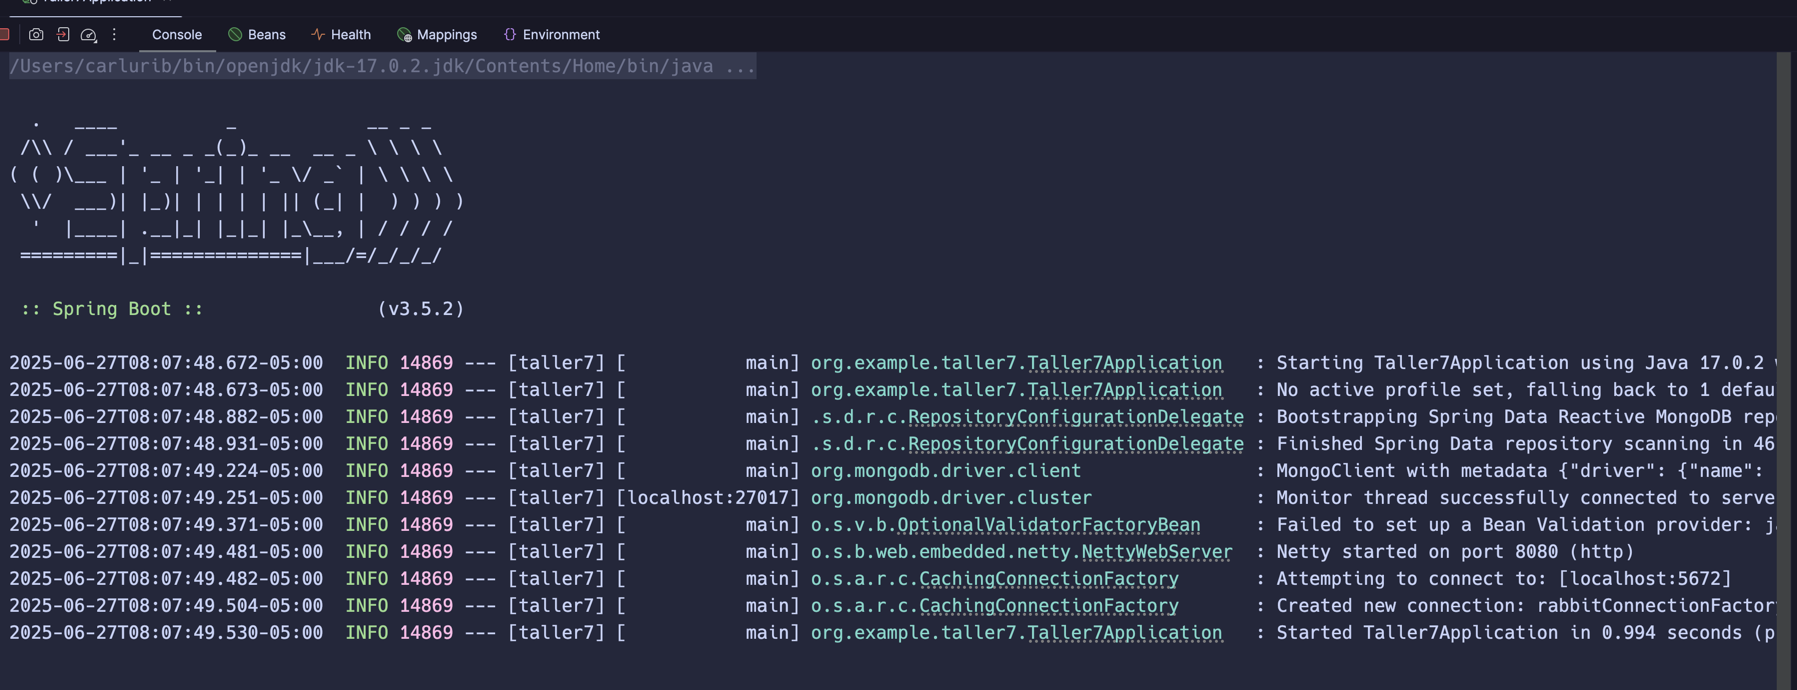 Taller7Application
Console Beans Health Mappings Environment
/Users/carlurib/bin/openjdk/jdk-17.0.2.jdk/Contents/Home/bin/java ...
  .   ____          _            __ _ _
 /\\ / ___'_ __ _ _(_)_ __  __ _ \ \ \ \
( ( )\___ | '_ | '_| | '_ \/ _` | \ \ \ \
 \\/  ___)| |_)| | | | | || (_| |  ) ) ) )
  '  |____| .__|_| |_|_| |_\__, | / / / /
 =========|_|==============|___/=/_/_/_/
 :: Spring Boot ::                (v3.5.2)
2025-06-27T08:07:48.672-05:00  INFO 14869 --- [taller7] [           main] org.example.taller7.Taller7Application   : Starting Taller7Application using Java 17.0.2
2025-06-27T08:07:48.673-05:00  INFO 14869 --- [taller7] [           main] org.example.taller7.Taller7Application   : No active profile set, falling back to 1 defau
2025-06-27T08:07:48.882-05:00  INFO 14869 --- [taller7] [           main] .s.d.r.c.RepositoryConfigurationDelegate : Bootstrapping Spring Data Reactive MongoDB rep
2025-06-27T08:07:48.931-05:00  INFO 14869 --- [taller7] [           main] .s.d.r.c.RepositoryConfigurationDelegate : Finished Spring Data repository scanning in 46
2025-06-27T08:07:49.224-05:00  INFO 14869 --- [taller7] [           main] org.mongodb.driver.client                : MongoClient with metadata {"driver": {"name":
2025-06-27T08:07:49.251-05:00  INFO 14869 --- [taller7] [localhost:27017] org.mongodb.driver.cluster               : Monitor thread successfully connected to serve
2025-06-27T08:07:49.371-05:00  INFO 14869 --- [taller7] [           main] o.s.v.b.OptionalValidatorFactoryBean     : Failed to set up a Bean Validation provider: j
2025-06-27T08:07:49.481-05:00  INFO 14869 --- [taller7] [           main] o.s.b.web.embedded.netty.NettyWebServer  : Netty started on port 8080 (http)
2025-06-27T08:07:49.482-05:00  INFO 14869 --- [taller7] [           main] o.s.a.r.c.CachingConnectionFactory       : Attempting to connect to: [localhost:5672]
2025-06-27T08:07:49.504-05:00  INFO 14869 --- [taller7] [           main] o.s.a.r.c.CachingConnectionFactory       : Created new connection: rabbitConnectionFactor
2025-06-27T08:07:49.530-05:00  INFO 14869 --- [taller7] [           main] org.example.taller7.Taller7Application   : Started Taller7Application in 0.994 seconds (p